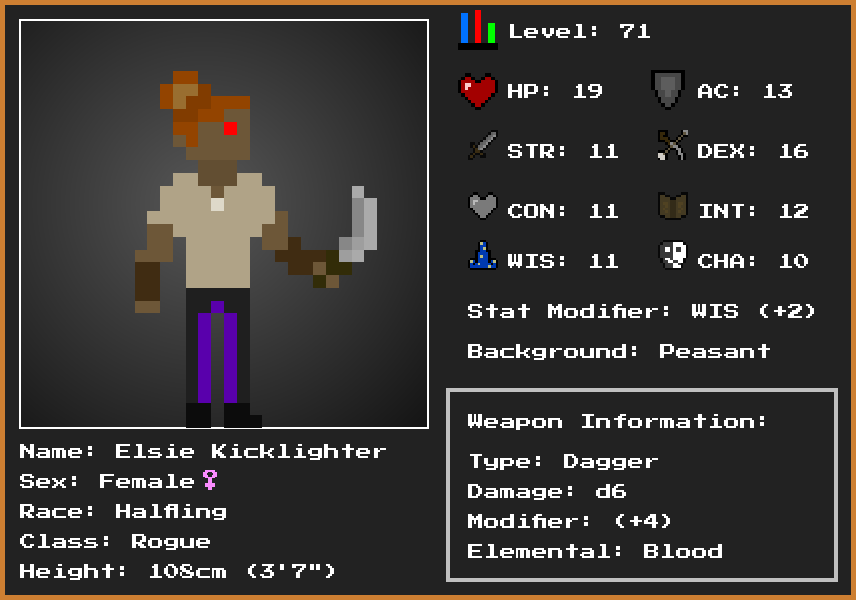 Level: 71
HP: 19 AC: 13
STR: 11 DEX: 16
CON: 11 INT: 12
WIS: 11 CHA: 10
Stat Modifier: WIS (+2)
Background: Peasant
Weapon Information:
Type: Dagger
Damage: d6
Modifier: (+4)
Elemental: Blood
Name: Elsie Kicklighter
Sex: Female♀
Race: Halfling
Class: Rogue
Height: 108cm (3'7")